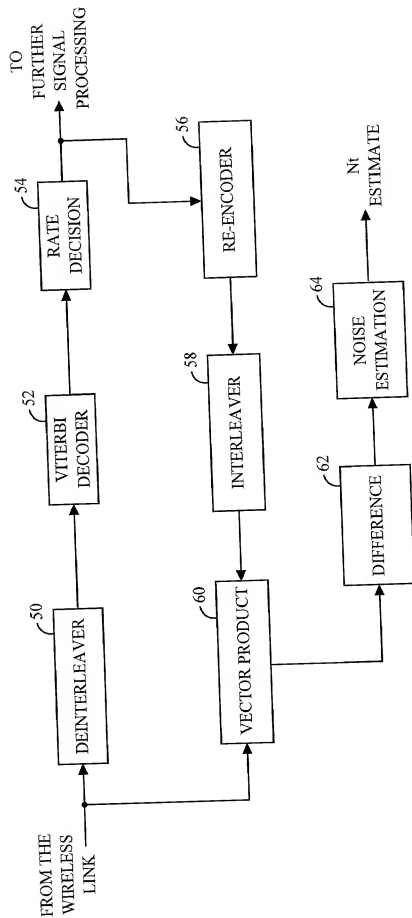 FROM THE
WIRELESS
LINK
50
DEINTERLEAVER
52
VITERBI
DECODER
54
RATE
DECISION
TO
FURTHER
SIGNAL
PROCESSING
56
RE-ENCODER
58
INTERLEAVER
60
VECTOR PRODUCT
62
DIFFERENCE
64
NOISE
ESTIMATION
Nt
ESTIMATE